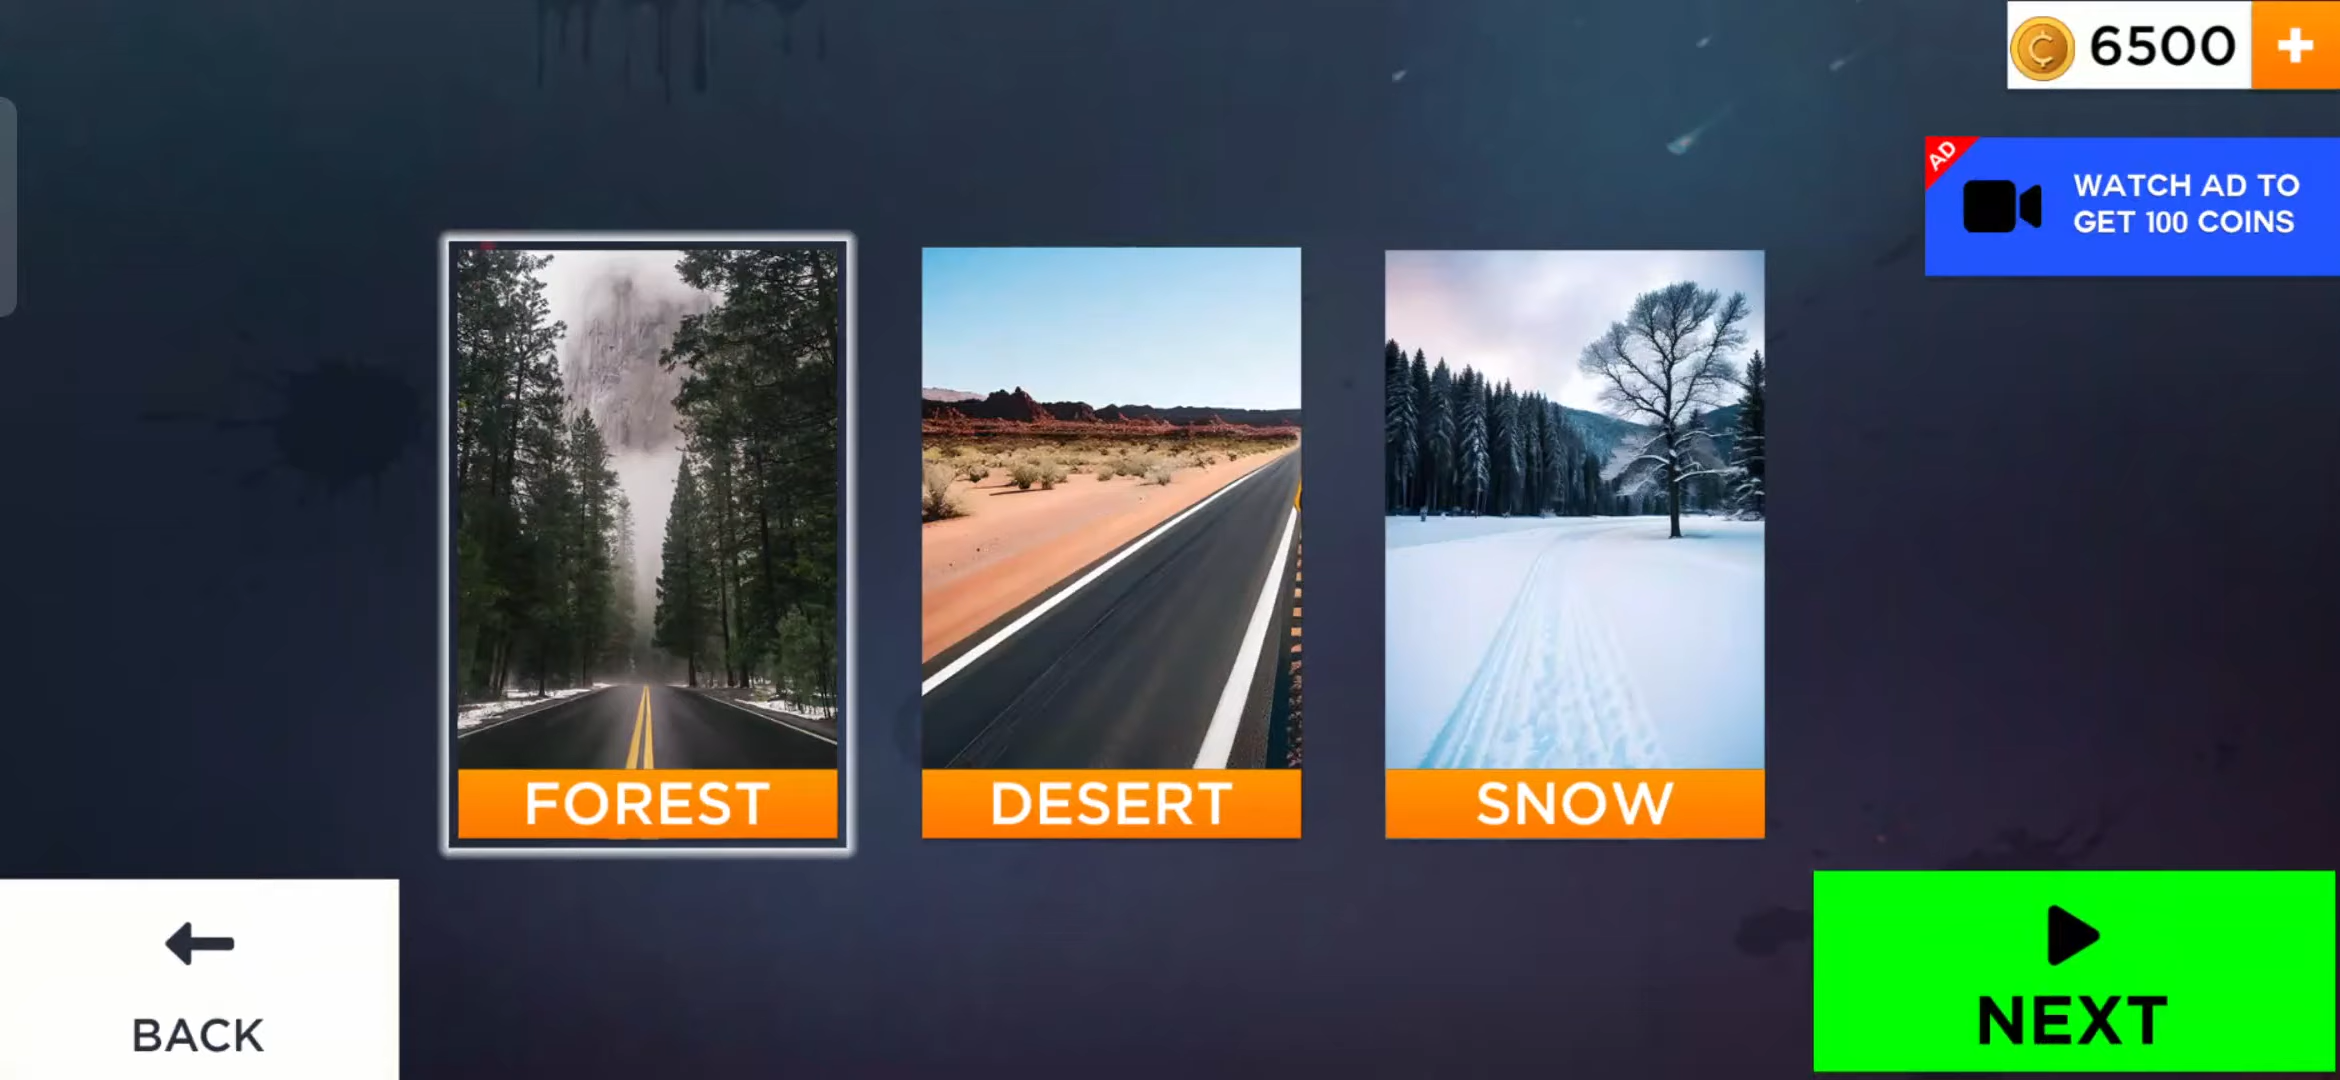 6500
AD
WATCH AD TO
GET 100 COINS
FOREST
DESERT
SNOW
BACK
NEXT